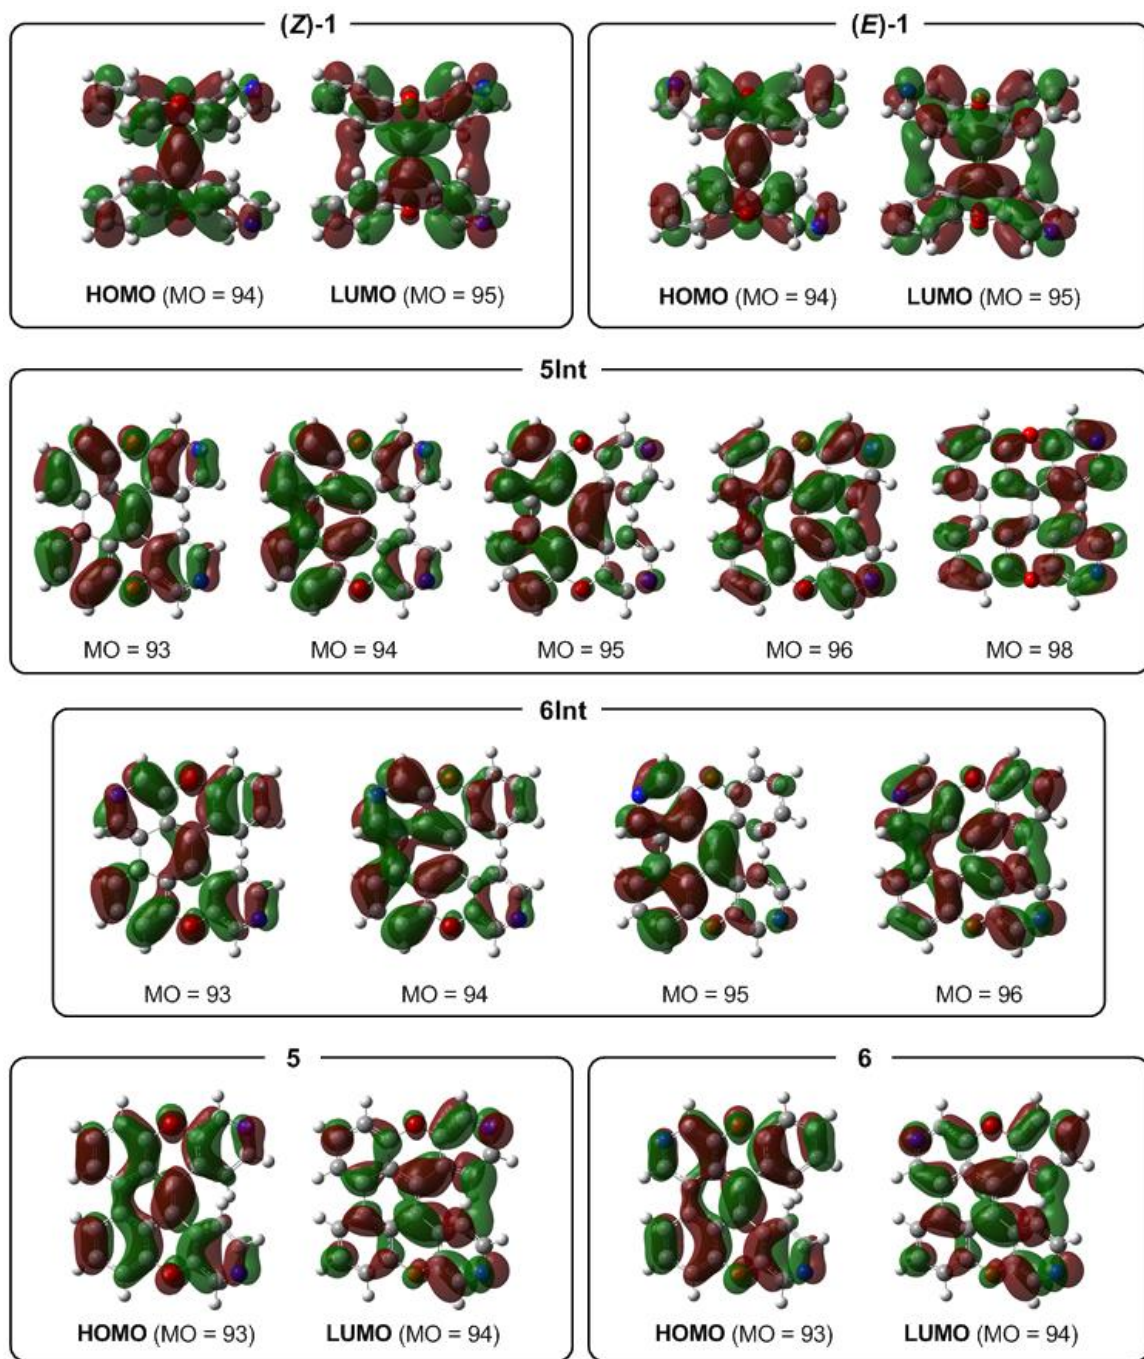 (Z)-1 (E)-1
HOMO (MO = 94) LUMO (MO = 95) HOMO (MO = 94) LUMO (MO = 95)
5Int
MO = 93 MO = 94 MO = 95 MO = 96 MO = 98
6Int
MO = 93 MO = 94 MO = 95 MO = 96
5 6
HOMO (MO = 93) LUMO (MO = 94) HOMO (MO = 93) LUMO (MO = 94)